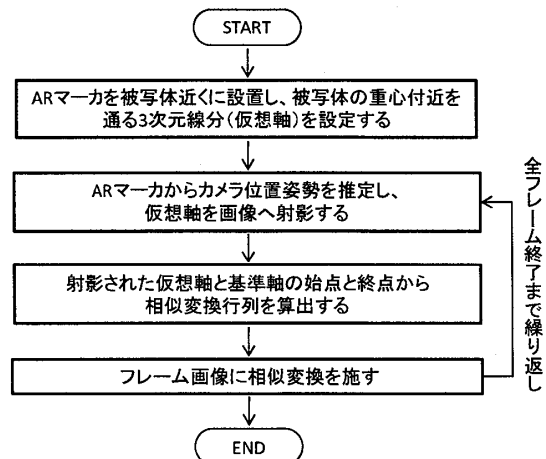 START
ARマーカを被写体近くに設置し、被写体の重心付近を
通る3次元線分(仮想軸)を設定する
ARマーカからカメラ位置姿勢を推定し、
仮想軸を画像へ射影する
射影された仮想軸と基準軸の始点と終点から
相似変換行列を算出する
フレーム画像に相似変換を施す
全フレーム終了まで繰り返し
END